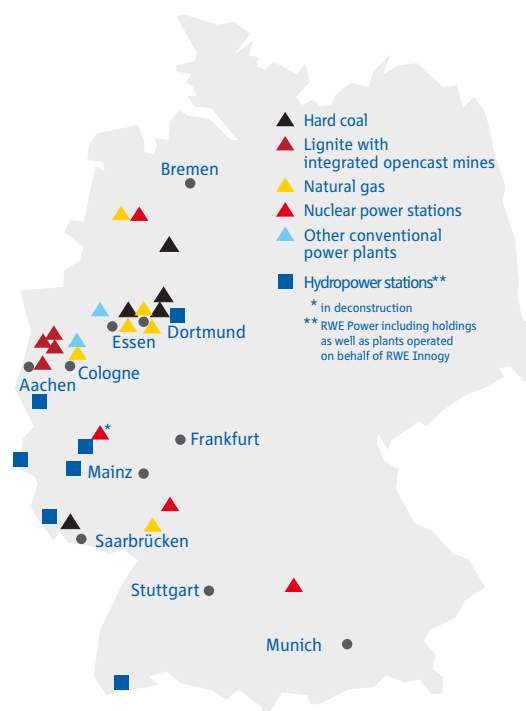 Hard coal
Lignite with
integrated opencast mines
Natural gas
Nuclear power stations
Other conventional
power plants
Hydropower stations**
* in deconstruction
** RWE Power including holdings
as well as plants operated
on behalf of RWE Innogy
Bremen
Dortmund
Essen
Cologne
Aachen
*
Frankfurt
Mainz
Saarbrücken
Stuttgart
Munich